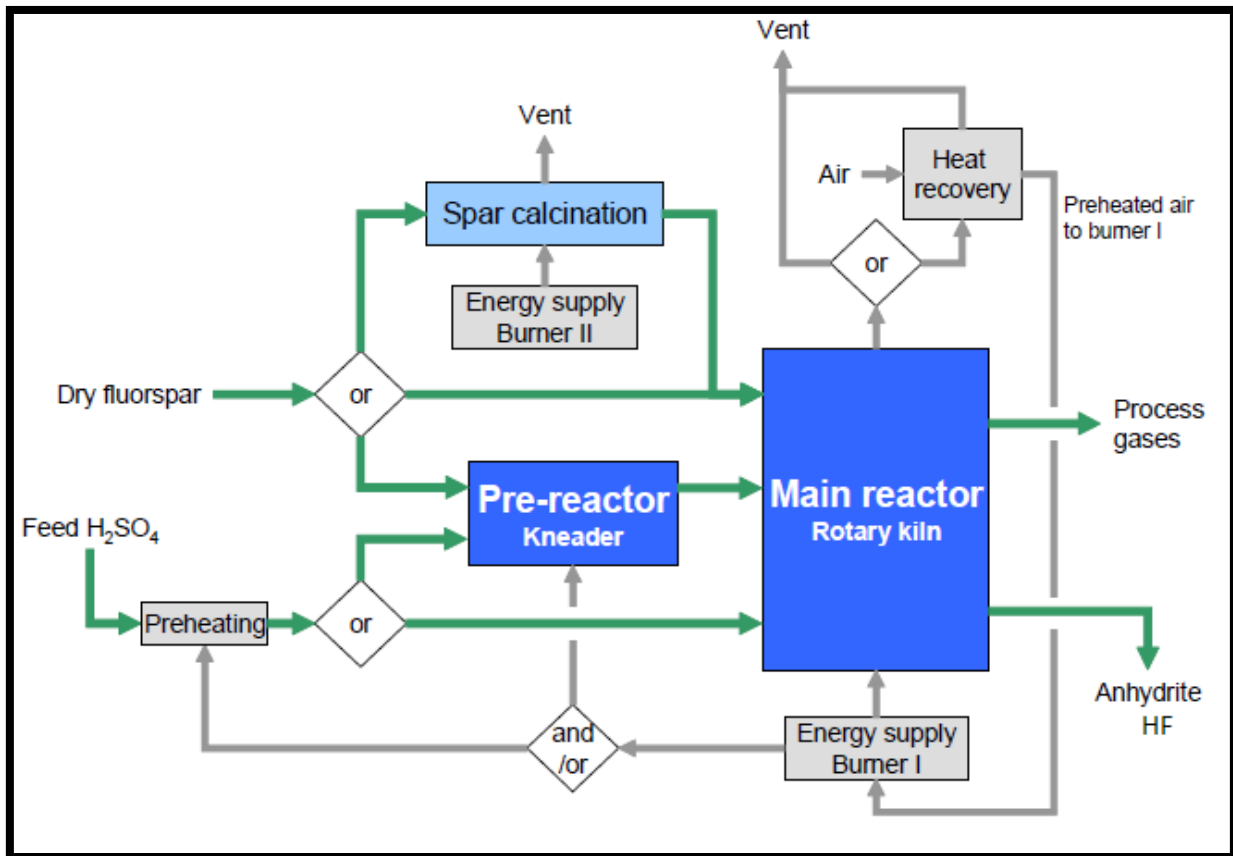 Vent
Vent
Heat
recovery
Air
Preheated air
to burner I
Spar calcination
or
Energy supply
Burner II
Dry fluorspar
or
Process
gases
Pre-reactor
Kneader
Main reactor
Rotary kiln
Feed H₂SO₄
Preheating
or
Anhydrite
HF
and
/or
Energy supply
Burner I